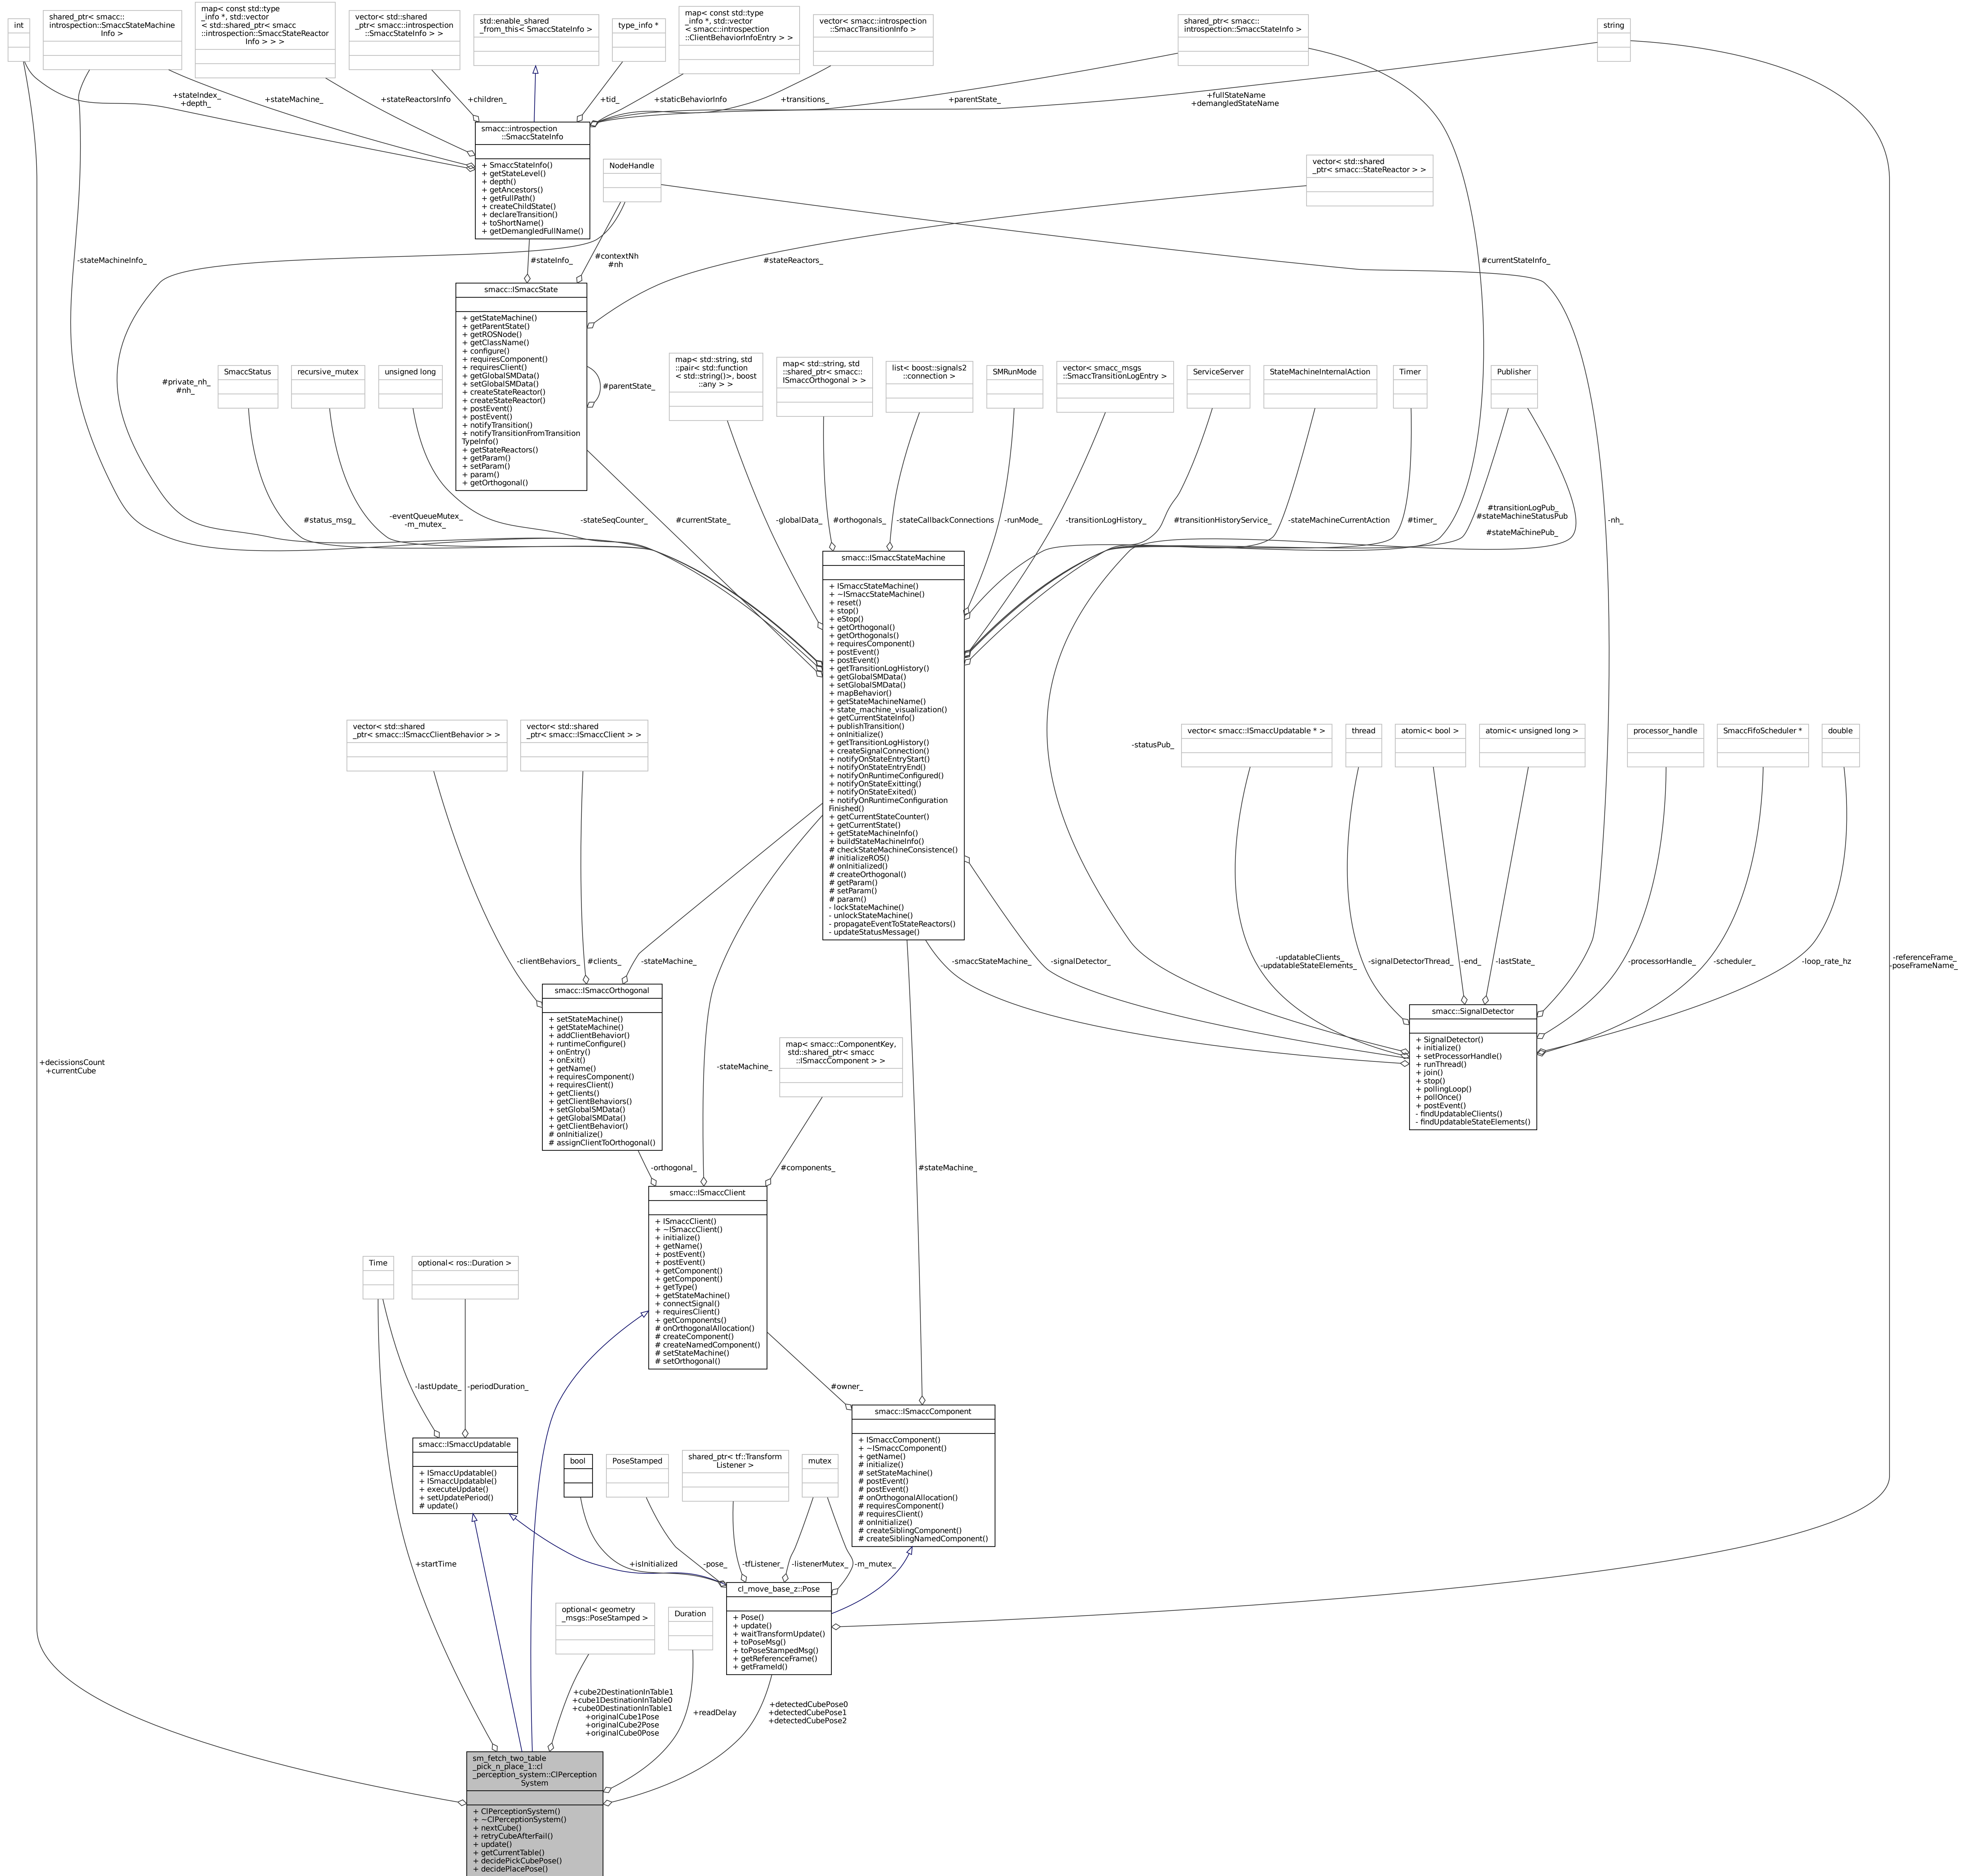 int
shared_ptr< smacc::
introspection::SmaccStateMachine
Info >
map< const std::type
_info *, std::vector
< std::shared_ptr< smacc
::introspection::SmaccStateReactor
Info > > >
vector< std::shared
_ptr< smacc::introspection
::SmaccStateInfo > >
std::enable_shared
_from_this< SmaccStateInfo >
type_info *
map< const std::type
_info *, std::vector
< smacc::introspection
::ClientBehaviorInfoEntry > >
vector< smacc::introspection
::SmaccTransitionInfo >
shared_ptr< smacc::
introspection::SmaccStateInfo >
string
+stateIndex_
+depth_
+stateMachine_
+stateReactorsInfo
+children_
+tid_
+staticBehaviorInfo
+transitions_
+parentState_
+fullStateName
+demangledStateName
smacc::introspection
::SmaccStateInfo
+ SmaccStateInfo()
+ getStateLevel()
+ depth()
+ getAncestors()
+ getFullPath()
+ createChildState()
+ declareTransition()
+ toShortName()
+ getDemangledFullName()
NodeHandle
vector< std::shared
_ptr< smacc::StateReactor > >
-stateMachineInfo_
#stateInfo_
#contextNh
#nh
#stateReactors_
#currentStateInfo_
smacc::ISmaccState
+ getStateMachine()
+ getParentState()
+ getROSNode()
+ getClassName()
+ configure()
+ requiresComponent()
+ requiresClient()
+ getGlobalSMData()
+ setGlobalSMData()
+ createStateReactor()
+ createStateReactor()
+ postEvent()
+ postEvent()
+ notifyTransition()
+ notifyTransitionFromTransition
TypeInfo()
+ getStateReactors()
+ getParam()
+ setParam()
+ param()
+ getOrthogonal()
#parentState_
#private_nh_
#nh_
SmaccStatus
recursive_mutex
unsigned long
map< std::string, std
::pair< std::function
< std::string()>, boost
::any > >
map< std::string, std
::shared_ptr< smacc::
ISmaccOrthogonal > >
list< boost::signals2
::connection >
SMRunMode
vector< smacc_msgs
::SmaccTransitionLogEntry >
ServiceServer
StateMachineInternalAction
Timer
Publisher
#status_msg_
-eventQueueMutex_
-m_mutex_
-stateSeqCounter_
#currentState_
-globalData_
#orthogonals_
-stateCallbackConnections
-runMode_
-transitionLogHistory_
#transitionHistoryService_
-stateMachineCurrentAction
#timer_
#transitionLogPub_
#stateMachineStatusPub
_
#stateMachinePub_
-nh_
smacc::ISmaccStateMachine
+ ISmaccStateMachine()
+ ~ISmaccStateMachine()
+ reset()
+ stop()
+ eStop()
+ getOrthogonal()
+ getOrthogonals()
+ requiresComponent()
+ postEvent()
+ postEvent()
+ getTransitionLogHistory()
+ getGlobalSMData()
+ setGlobalSMData()
+ mapBehavior()
+ getStateMachineName()
+ state_machine_visualization()
+ getCurrentStateInfo()
+ publishTransition()
+ onInitialize()
+ getTransitionLogHistory()
+ createSignalConnection()
+ notifyOnStateEntryStart()
+ notifyOnStateEntryEnd()
+ notifyOnRuntimeConfigured()
+ notifyOnStateExitting()
+ notifyOnStateExited()
+ notifyOnRuntimeConfiguration
Finished()
+ getCurrentStateCounter()
+ getCurrentState()
+ getStateMachineInfo()
+ buildStateMachineInfo()
# checkStateMachineConsistence()
# initializeROS()
# onInitialized()
# createOrthogonal()
# getParam()
# setParam()
# param()
- lockStateMachine()
- unlockStateMachine()
- propagateEventToStateReactors()
- updateStatusMessage()
vector< std::shared
_ptr< smacc::ISmaccClientBehavior > >
vector< std::shared
_ptr< smacc::ISmaccClient > >
-statusPub_
vector< smacc::ISmaccUpdatable * >
thread
atomic< bool >
atomic< unsigned long >
processor_handle
SmaccFifoScheduler *
double
-clientBehaviors_
#clients_
-stateMachine_
-smaccStateMachine_
-signalDetector_
-updatableClients_
-updatableStateElements_
-signalDetectorThread_
-end_
-lastState_
-processorHandle_
-scheduler_
-loop_rate_hz
-referenceFrame_
-poseFrameName_
smacc::ISmaccOrthogonal
+ setStateMachine()
+ getStateMachine()
+ addClientBehavior()
+ runtimeConfigure()
+ onEntry()
+ onExit()
+ getName()
+ requiresComponent()
+ requiresClient()
+ getClients()
+ getClientBehaviors()
+ setGlobalSMData()
+ getGlobalSMData()
+ getClientBehavior()
# onInitialize()
# assignClientToOrthogonal()
smacc::SignalDetector
+ SignalDetector()
+ initialize()
+ setProcessorHandle()
+ runThread()
+ join()
+ stop()
+ pollingLoop()
+ pollOnce()
+ postEvent()
- findUpdatableClients()
- findUpdatableStateElements()
+decissionsCount
+currentCube
-stateMachine_
map< smacc::ComponentKey,
std::shared_ptr< smacc
::ISmaccComponent > >
-orthogonal_
#components_
#stateMachine_
smacc::ISmaccClient
+ ISmaccClient()
+ ~ISmaccClient()
+ initialize()
+ getName()
+ postEvent()
+ postEvent()
+ getComponent()
+ getComponent()
+ getType()
+ getStateMachine()
+ connectSignal()
+ requiresClient()
+ getComponents()
# onOrthogonalAllocation()
# createComponent()
# createNamedComponent()
# setStateMachine()
# setOrthogonal()
Time
optional< ros::Duration >
-lastUpdate_
-periodDuration_
#owner_
smacc::ISmaccUpdatable
+ ISmaccUpdatable()
+ ISmaccUpdatable()
+ executeUpdate()
+ setUpdatePeriod()
# update()
smacc::ISmaccComponent
+ ISmaccComponent()
+ ~ISmaccComponent()
+ getName()
# initialize()
# setStateMachine()
# postEvent()
# postEvent()
# onOrthogonalAllocation()
# requiresComponent()
# requiresClient()
# onInitialize()
# createSiblingComponent()
# createSiblingNamedComponent()
bool
PoseStamped
shared_ptr< tf::Transform
Listener >
mutex
+startTime
+isInitialized
-pose_
-tfListener_
-listenerMutex_
-m_mutex_
cl_move_base_z::Pose
+ Pose()
+ update()
+ waitTransformUpdate()
+ toPoseMsg()
+ toPoseStampedMsg()
+ getReferenceFrame()
+ getFrameId()
optional< geometry
_msgs::PoseStamped >
Duration
+cube2DestinationInTable1
+cube1DestinationInTable0
+cube0DestinationInTable1
+originalCube1Pose
+originalCube2Pose
+originalCube0Pose
+readDelay
+detectedCubePose0
+detectedCubePose1
+detectedCubePose2
sm_fetch_two_table
_pick_n_place_1::cl
_perception_system::ClPerception
System
+ ClPerceptionSystem()
+ ~ClPerceptionSystem()
+ nextCube()
+ retryCubeAfterFail()
+ update()
+ getCurrentTable()
+ decidePickCubePose()
+ decidePlacePose()